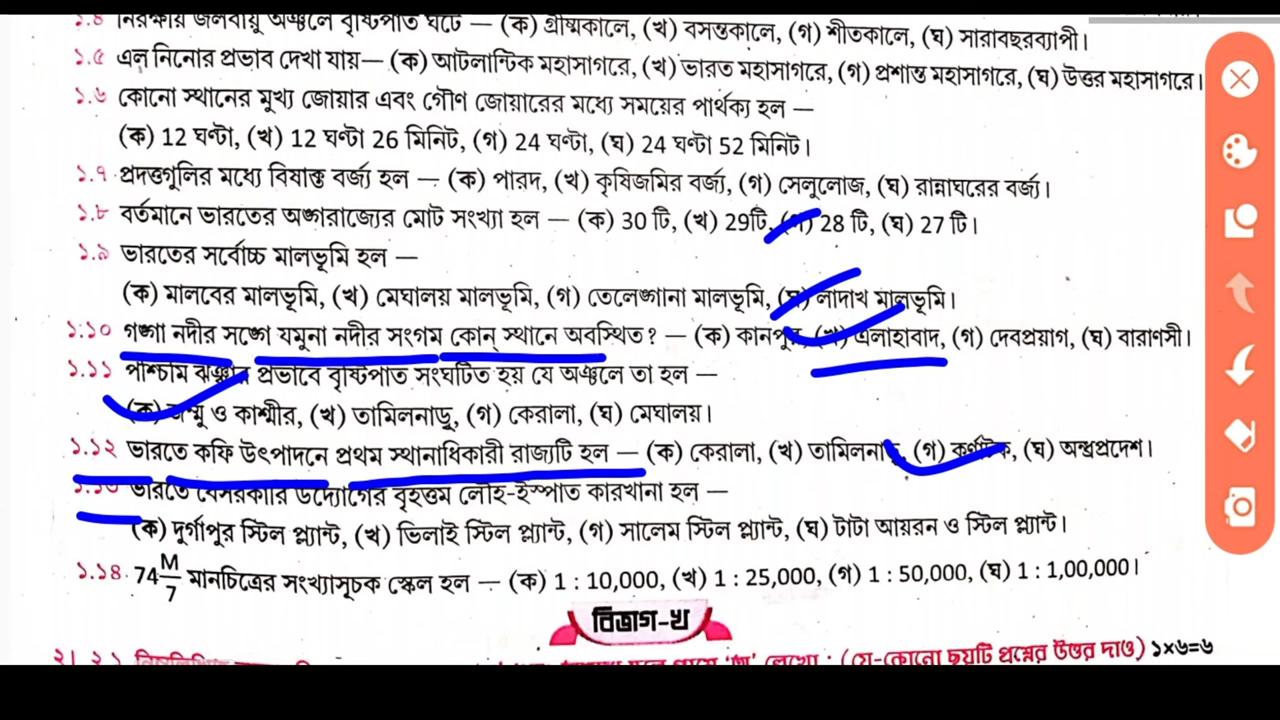 ১.৪ নিরক্ষীয় জলবায়ু অঞ্চলে বৃষ্টিপাত ঘটে — (ক) গ্রীষ্মকালে, (খ) বসন্তকালে, (গ) শীতকালে, (ঘ) সারাবছরব্যাপী।
১.৫ এল নিনোর প্রভাব দেখা যায়— (ক) আটলান্টিক মহাসাগরে, (খ) ভারত মহাসাগরে, (গ) প্রশান্ত মহাসাগরে, (ঘ) উত্তর মহাসাগরে।
১.৬ কোনো স্থানের মুখ্য জোয়ার এবং গৌণ জোয়ারের মধ্যে সময়ের পার্থক্য হল —
(ক) 12 ঘণ্টা, (খ) 12 ঘণ্টা 26 মিনিট, (গ) 24 ঘণ্টা, (ঘ) 24 ঘণ্টা 52 মিনিট।
১.৭ প্রদত্তগুলির মধ্যে বিষাক্ত বর্জ্য হল — (ক) পারদ, (খ) কৃষিজমির বর্জ্য, (গ) সেলুলোজ, (ঘ) রান্নাঘরের বর্জ্য।
১.৮ বর্তমানে ভারতের অঙ্গরাজ্যের মোট সংখ্যা হল — (ক) 30 টি, (খ) 29টি, (গ) 28 টি, (ঘ) 27 টি।
১.৯ ভারতের সর্বোচ্চ মালভূমি হল —
(ক) মালবের মালভূমি, (খ) মেঘালয় মালভূমি, (গ) তেলেঙ্গানা মালভূমি, (ঘ) লাদাখ মালভূমি।
১.১০ গঙ্গা নদীর সঙ্গে যমুনা নদীর সংগম কোন্ স্থানে অবস্থিত? — (ক) কানপুর, (খ) এলাহাবাদ, (গ) দেবপ্রয়াগ, (ঘ) বারাণসী।
১.১১ পশ্চিমি ঝঞ্ঝার প্রভাবে বৃষ্টিপাত সংঘটিত হয় যে অঞ্চলে তা হল —
(ক) জম্মু ও কাশ্মীর, (খ) তামিলনাড়ু, (গ) কেরালা, (ঘ) মেঘালয়।
১.১২ ভারতে কফি উৎপাদনে প্রথম স্থানাধিকারী রাজ্যটি হল — (ক) কেরালা, (খ) তামিলনাড়ু, (গ) কর্ণাটক, (ঘ) অন্ধ্রপ্রদেশ।
১.১৩ ভারতে বেসরকারি উদ্যোগের বৃহত্তম লৌহ-ইস্পাত কারখানা হল —
(ক) দুর্গাপুর স্টিল প্ল্যান্ট, (খ) ভিলাই স্টিল প্ল্যান্ট, (গ) সালেম স্টিল প্ল্যান্ট, (ঘ) টাটা আয়রন ও স্টিল প্ল্যান্ট।
১.১৪. 74 M/7 মানচিত্রের সংখ্যাসূচক স্কেল হল — (ক) 1 : 10,000, (খ) 1 : 25,000, (গ) 1 : 50,000, (ঘ) 1 : 1,00,000।
বিভাগ-খ
লেখো : (যে-কোনো ছয়টি প্রশ্নের উত্তর দাও) ১×৬=৬